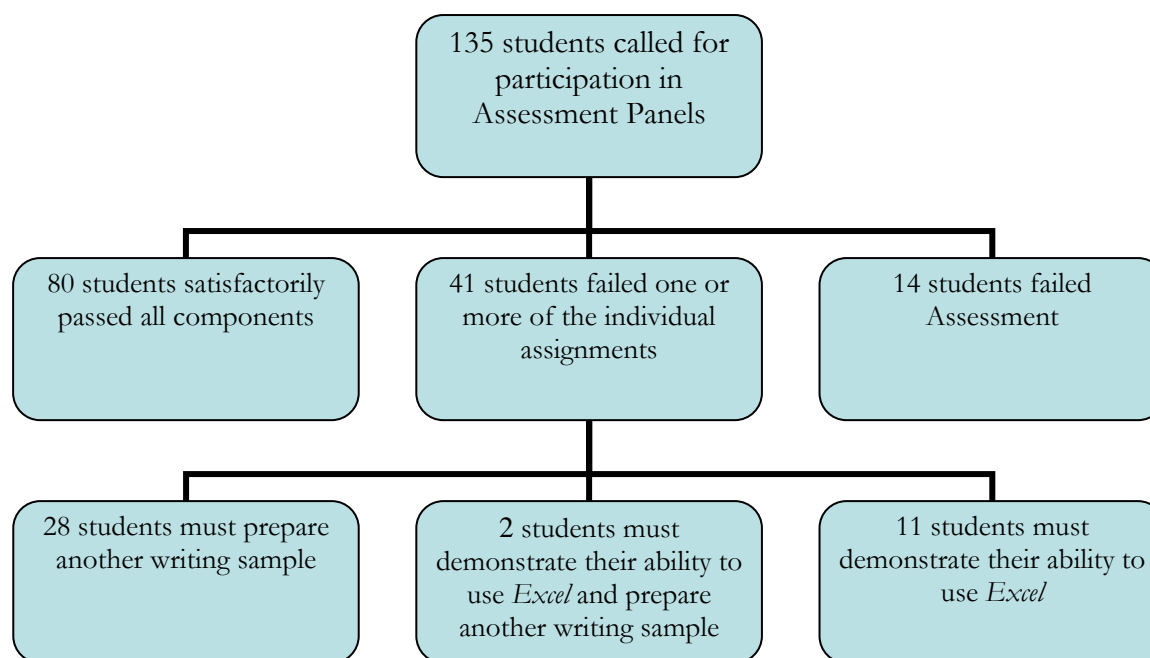 135 students called for
participation in
Assessment Panels
80 students satisfactorily
passed all components
41 students failed one or
more of the individual
assignments
14 students failed
Assessment
28 students must prepare
another writing sample
2 students must
demonstrate their ability to
use Excel and prepare
another writing sample
11 students must
demonstrate their ability to
use Excel